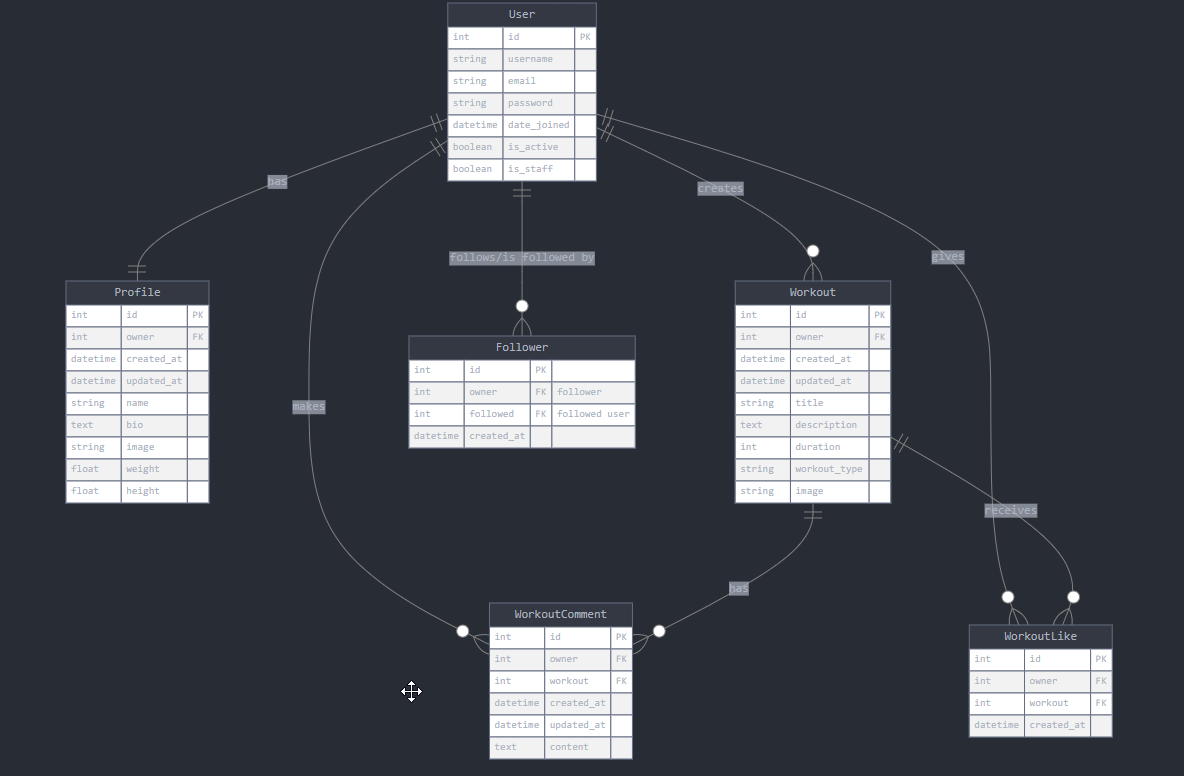 User
int id PK
string username
string email
string password
datetime date_joined
boolean is_active
boolean is_staff
has
creates
follows/is followed by
gives
Profile
int id PK
int owner FK
datetime created_at
datetime updated_at
string name
text bio
string image
float weight
float height
Follower
int id PK
int owner FK follower
int followed FK followed user
datetime created_at
Workout
int id PK
int owner FK
datetime created_at
datetime updated_at
string title
text description
int duration
string workout_type
string image
makes
receives
has
WorkoutComment
int id PK
int owner FK
int workout FK
datetime created_at
datetime updated_at
text content
WorkoutLike
int id PK
int owner FK
int workout FK
datetime created_at